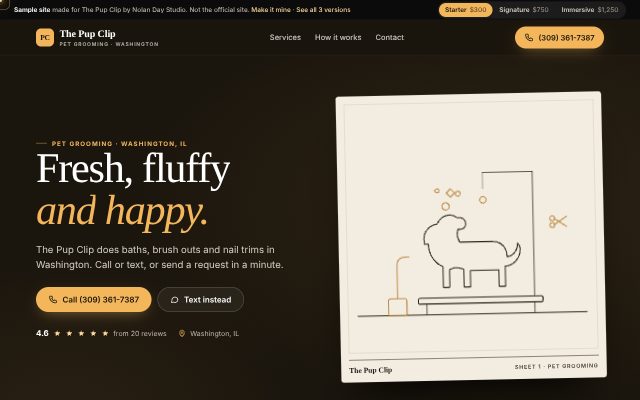 Sample site made for The Pup Clip by Nolan Day Studio. Not the official site. Make it mine · See all 3 versions
Starter $300 Signature $750 Immersive $1,250
PC The Pup Clip
PET GROOMING · WASHINGTON
Services How it works Contact
(309) 361-7387
PET GROOMING · WASHINGTON, IL
Fresh, fluffy
and happy.
The Pup Clip does baths, brush outs and nail trims in
Washington. Call or text, or send a request in a minute.
Call (309) 361-7387 Text instead
4.6 ★ ★ ★ ★ ★ from 20 reviews Washington, IL
The Pup Clip SHEET 1 · PET GROOMING